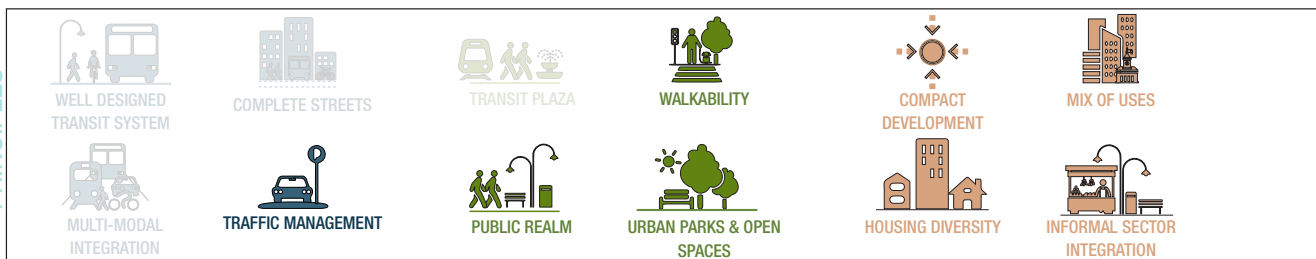 WELL DESIGNED
TRANSIT SYSTEM
COMPLETE STREETS
TRANSIT PLAZA
WALKABILITY
COMPACT
DEVELOPMENT
MIX OF USES
MULTI-MODAL
INTEGRATION
TRAFFIC MANAGEMENT
PUBLIC REALM
URBAN PARKS & OPEN
SPACES
HOUSING DIVERSITY
INFORMAL SECTOR
INTEGRATION